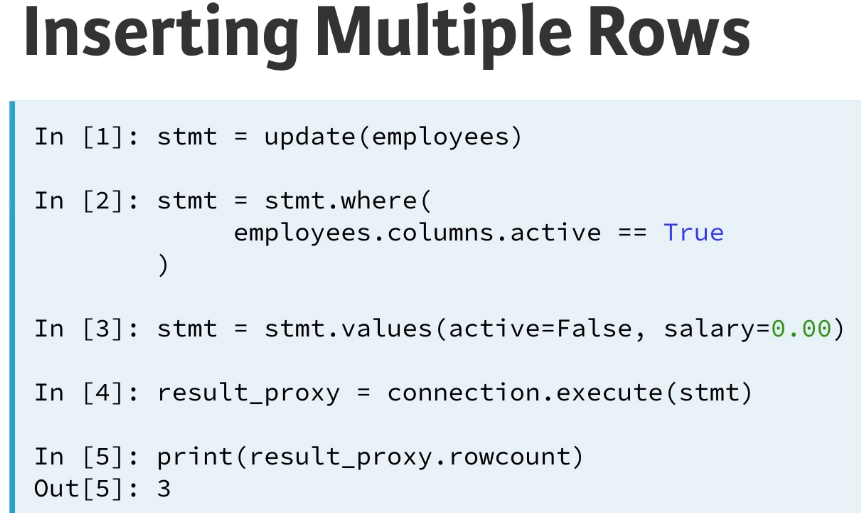 Inserting Multiple Rows
In [1]: stmt = update(employees)
In [2]: stmt = stmt.where(
             employees.columns.active == True
        )
In [3]: stmt = stmt.values(active=False, salary=0.00)
In [4]: result_proxy = connection.execute(stmt)
In [5]: print(result_proxy.rowcount)
Out[5]: 3